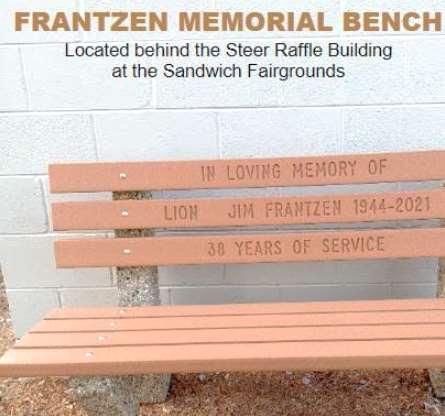 FRANTZEN MEMORIAL BENCH
Located behind the Steer Raffle Building
at the Sandwich Fairgrounds
IN LOVING MEMORY OF
LION JIM FRANTZEN 1944-2021
38 YEARS OF SERVICE